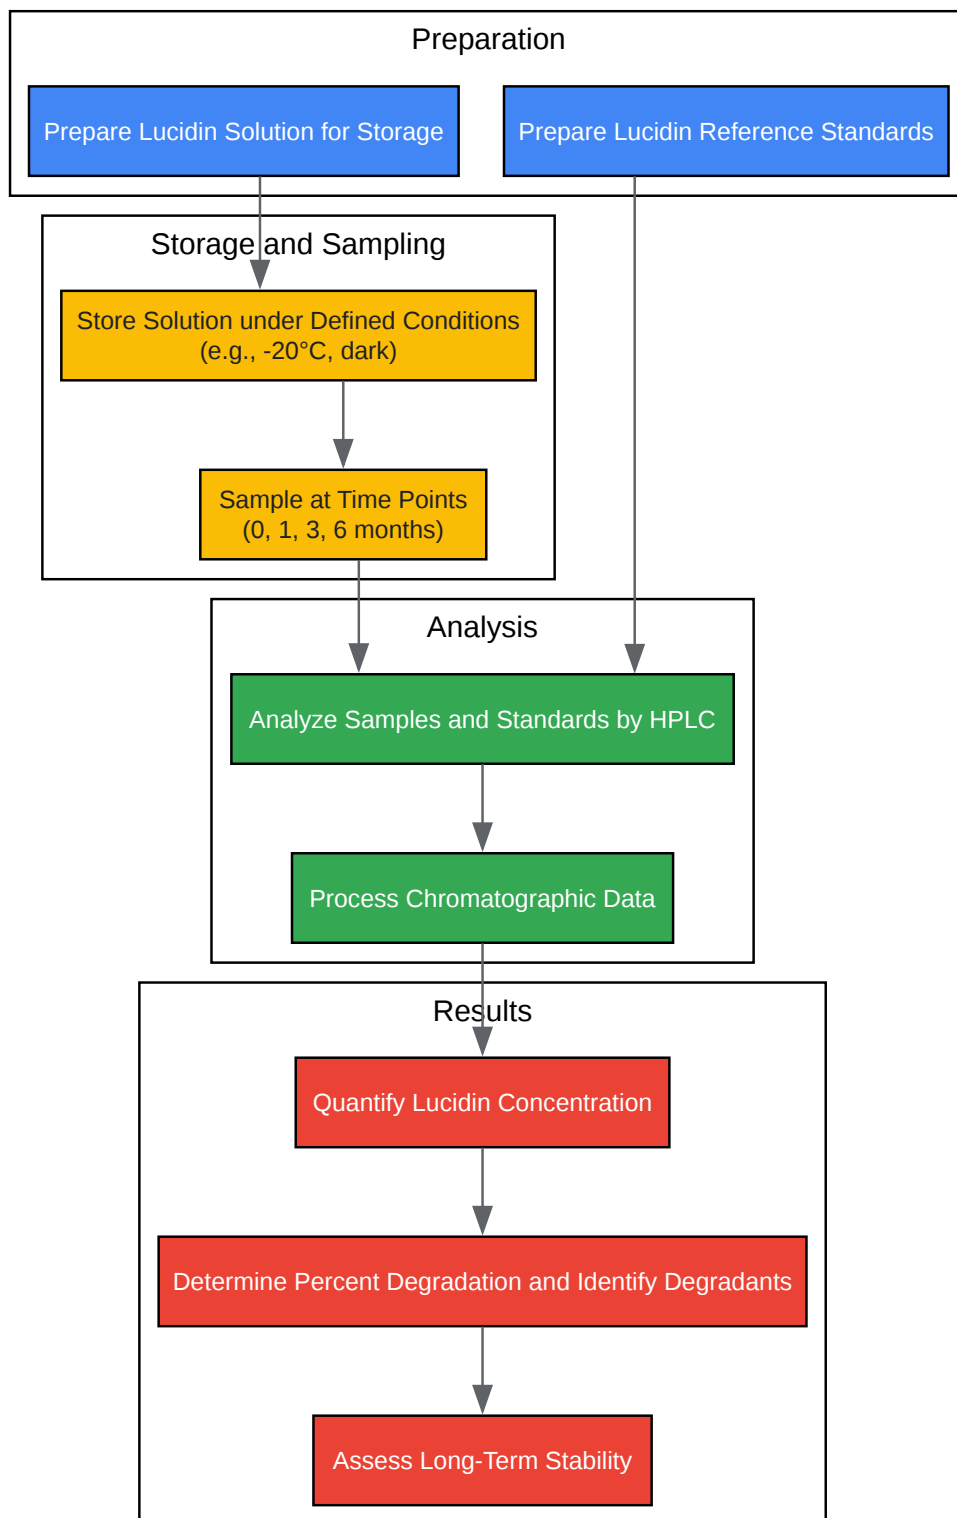 Preparation
Prepare Lucidin Solution for Storage
Prepare Lucidin Reference Standards
Storage and Sampling
Store Solution under Defined Conditions
(e.g., -20°C, dark)
Sample at Time Points
(0, 1, 3, 6 months)
Analysis
Analyze Samples and Standards by HPLC
Process Chromatographic Data
Results
Quantify Lucidin Concentration
Determine Percent Degradation and Identify Degradants
Assess Long-Term Stability